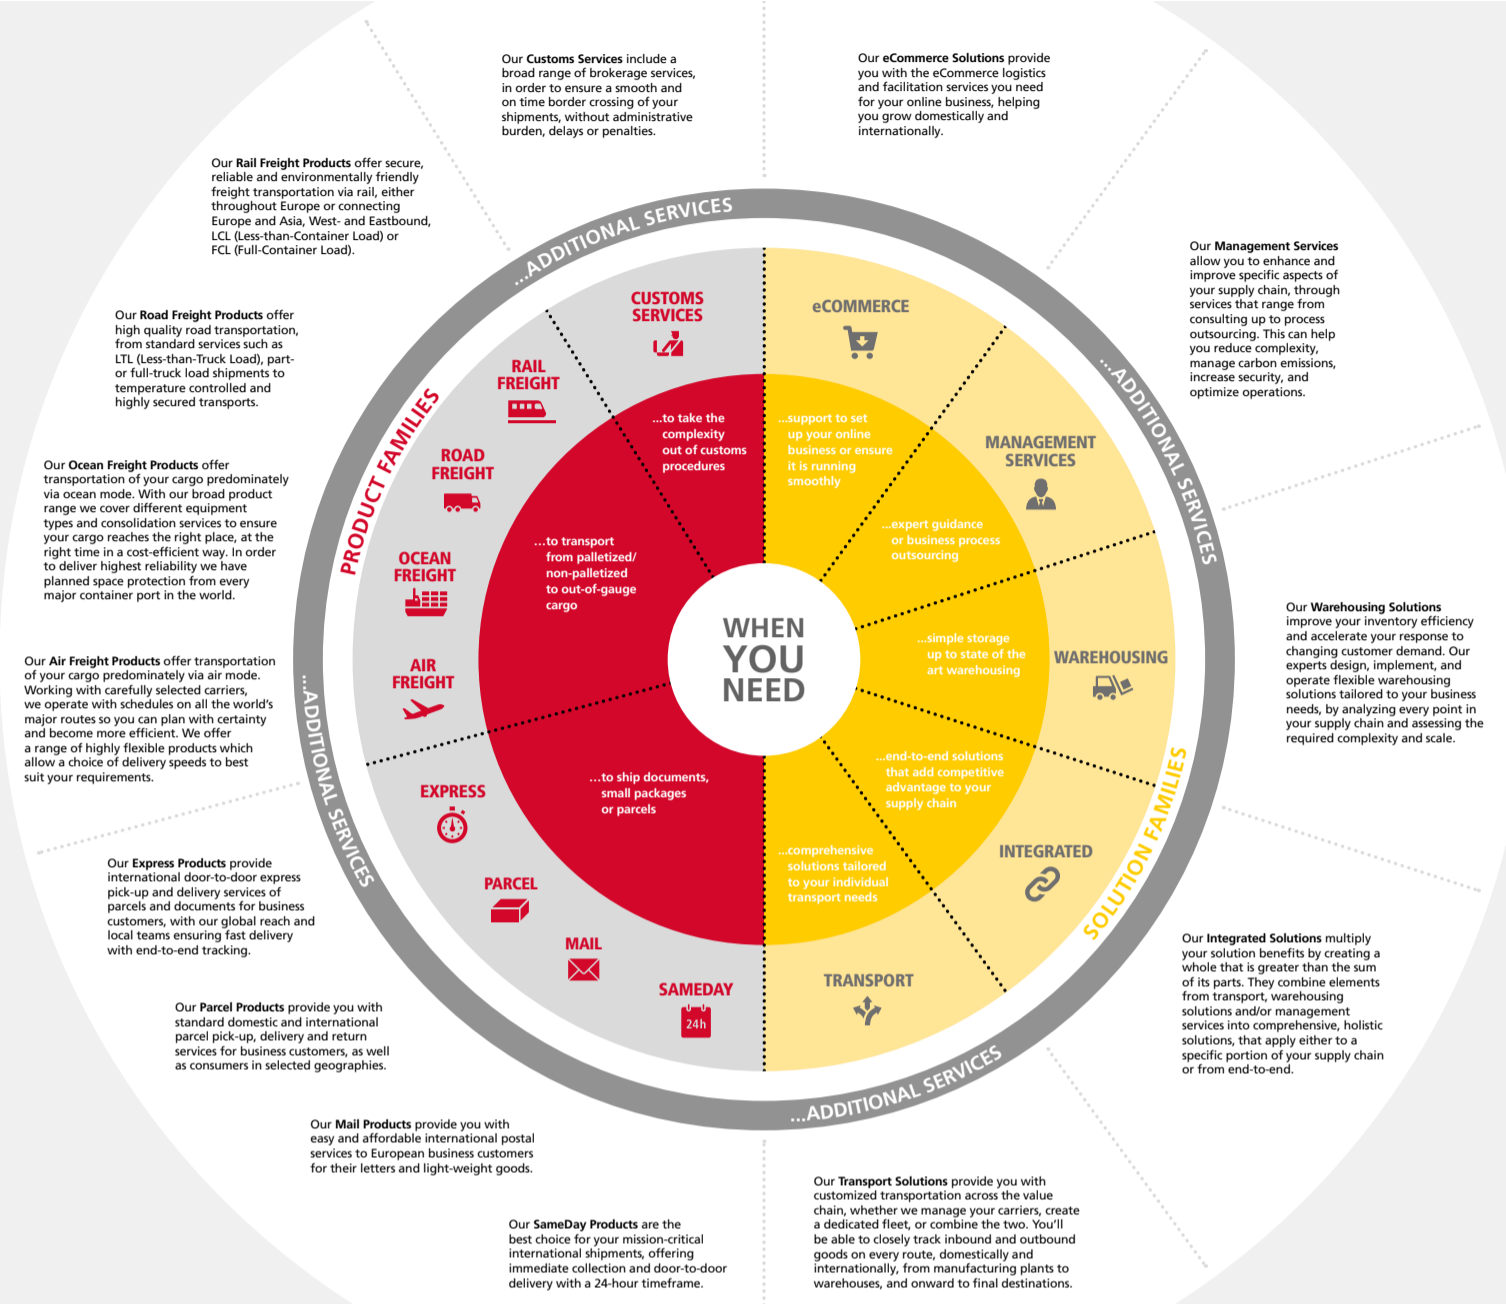 Our Customs Services include a
broad range of brokerage services,
in order to ensure a smooth and
on time border crossing of your
shipments, without administrative
burden, delays or penalties.
Our eCommerce Solutions provide
you with the eCommerce logistics
and facilitation services you need
for your online business, helping
you grow domestically and
internationally.
Our Rail Freight Products offer secure,
reliable and environmentally friendly
freight transportation via rail, either
throughout Europe or connecting
Europe and Asia, West- and Eastbound,
LCL (Less-than-Container Load) or
FCL (Full-Container Load).
Our Management Services
allow you to enhance and
improve specific aspects of
your supply chain, through
services that range from
consulting up to process
outsourcing. This can help
you reduce complexity,
manage carbon emissions,
increase security, and
optimize operations.
Our Road Freight Products offer
high quality road transportation,
from standard services such as
LTL (Less-than-Truck Load), part-
or full-truck load shipments to
temperature controlled and
highly secured transports.
Our Ocean Freight Products offer
transportation of your cargo predominately
via ocean mode. With our broad product
range we cover different equipment
types and consolidation services to ensure
your cargo reaches the right place, at the
right time in a cost-efficient way. In order
to deliver highest reliability we have
planned space protection from every
major container port in the world.
Our Warehousing Solutions
improve your inventory efficiency
and accelerate your response to
changing customer demand. Our
experts design, implement, and
operate flexible warehousing
solutions tailored to your business
needs, by analyzing every point in
your supply chain and assessing the
required complexity and scale.
Our Air Freight Products offer transportation
of your cargo predominately via air mode.
Working with carefully selected carriers,
we operate with schedules on all the world's
major routes so you can plan with certainty
and become more efficient. We offer
a range of highly flexible products which
allow a choice of delivery speeds to best
suit your requirements.
Our Express Products provide
international door-to-door express
pick-up and delivery services of
parcels and documents for business
customers, with our global reach and
local teams ensuring fast delivery
with end-to-end tracking.
Our Integrated Solutions multiply
your solution benefits by creating a
whole that is greater than the sum
of its parts. They combine elements
from transport, warehousing
solutions and/or management
services into comprehensive, holistic
solutions, that apply either to a
specific portion of your supply chain
or from end-to-end.
Our Parcel Products provide you with
standard domestic and international
parcel pick-up, delivery and return
services for business customers, as well
as consumers in selected geographies.
Our Mail Products provide you with
easy and affordable international postal
services to European business customers
for their letters and light-weight goods.
Our SameDay Products are the
best choice for your mission-critical
international shipments, offering
immediate collection and door-to-door
delivery with a 24-hour timeframe.
Our Transport Solutions provide you with
customized transportation across the value
chain, whether we manage your carriers, create
a dedicated fleet, or combine the two. You'll
be able to closely track inbound and outbound
goods on every route, domestically and
internationally, from manufacturing plants to
warehouses, and onward to final destinations.
...ADDITIONAL SERVICES
...ADDITIONAL SERVICES
...ADDITIONAL SERVICES
...ADDITIONAL SERVICES
PRODUCT FAMILIES
SOLUTION FAMILIES
CUSTOMS
SERVICES
eCOMMERCE
RAIL
FREIGHT
MANAGEMENT
SERVICES
ROAD
FREIGHT
OCEAN
FREIGHT
WAREHOUSING
AIR
FREIGHT
EXPRESS
INTEGRATED
PARCEL
MAIL
SAMEDAY
24h
TRANSPORT
...to take the
complexity
out of customs
procedures
...support to set
up your online
business or ensure
it is running
smoothly
...expert guidance
or business process
outsourcing
...to transport
from palletized/
non-palletized
to out-of-gauge
cargo
...simple storage
up to state of the
art warehousing
WHEN
YOU
NEED
...to ship documents,
small packages
or parcels
...end-to-end solutions
that add competitive
advantage to your
supply chain
...comprehensive
solutions tailored
to your individual
transport needs